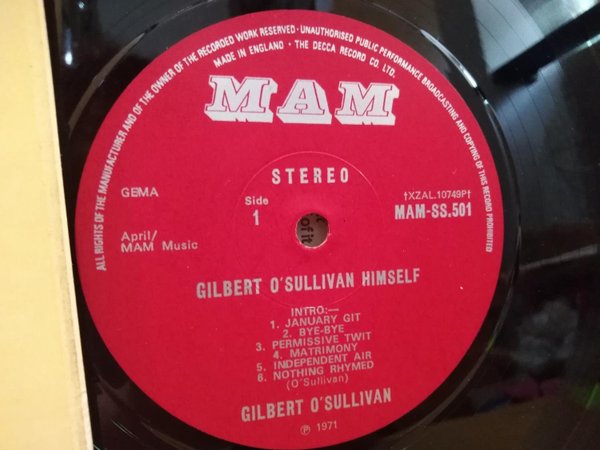 ALL RIGHTS OF THE MANUFACTURER AND OF THE OWNER OF THE RECORDED WORK RESERVED · UNAUTHORISED PUBLIC PERFORMANCE BROADCASTING AND COPYING OF THIS RECORD PROHIBITED
MADE IN ENGLAND · THE DECCA RECORD CO. LTD.
MAM
STEREO
GEMA
Side
1
†XZAL.10749P†
MAM-SS.501
April/
MAM Music
GILBERT O'SULLIVAN HIMSELF
INTRO:—
1. JANUARY GIT
2. BYE-BYE
3. PERMISSIVE TWIT
4. MATRIMONY
5. INDEPENDENT AIR
6. NOTHING RHYMED
(O'Sullivan)
GILBERT O'SULLIVAN
℗ 1971